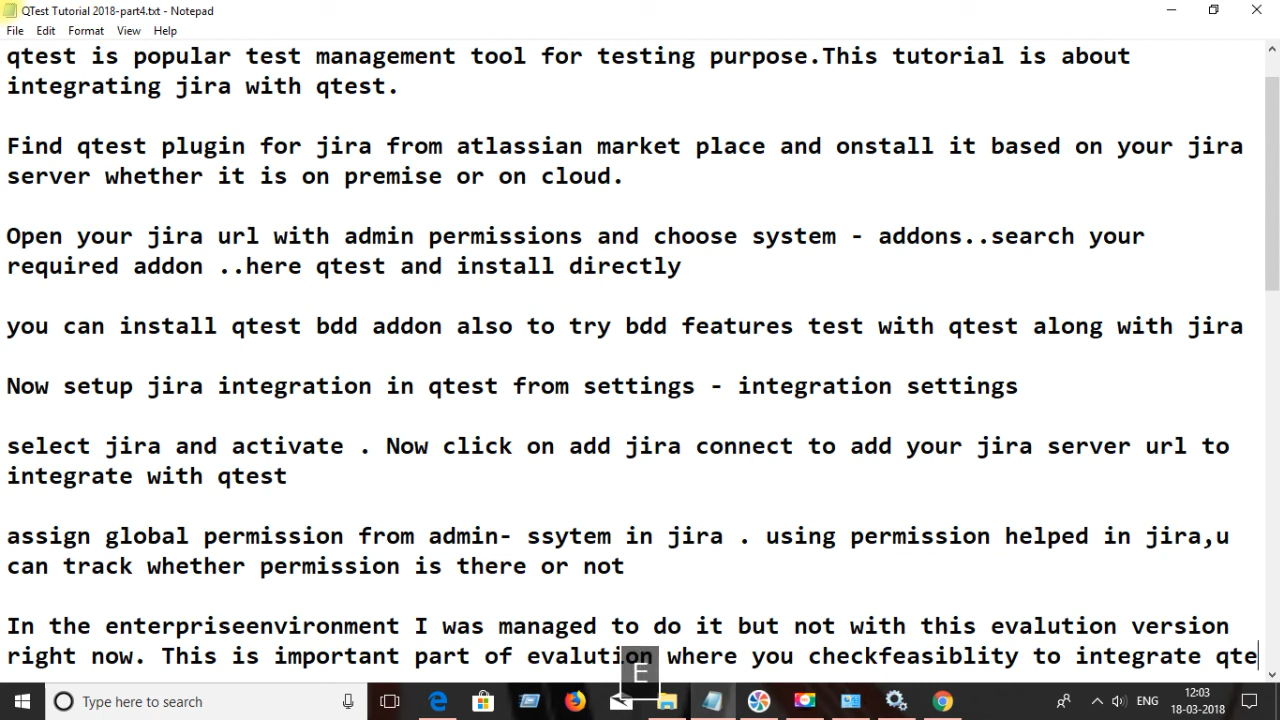 QTest Tutorial 2018-part4.txt - Notepad
File Edit Format View Help
qtest is popular test management tool for testing purpose.This tutorial is about
integrating jira with qtest.
Find qtest plugin for jira from atlassian market place and onstall it based on your jira
server whether it is on premise or on cloud.
Open your jira url with admin permissions and choose system - addons..search your
required addon ..here qtest and install directly
you can install qtest bdd addon also to try bdd features test with qtest along with jira
Now setup jira integration in qtest from settings - integration settings
select jira and activate . Now click on add jira connect to add your jira server url to
integrate with qtest
assign global permission from admin- ssytem in jira . using permission helped in jira,u
can track whether permission is there or not
In the enterpriseenvironment I was managed to do it but not with this evalution version
right now. This is important part of evalution where you checkfeasiblity to integrate qte
E
Type here to search
ENG
12:03
18-03-2018